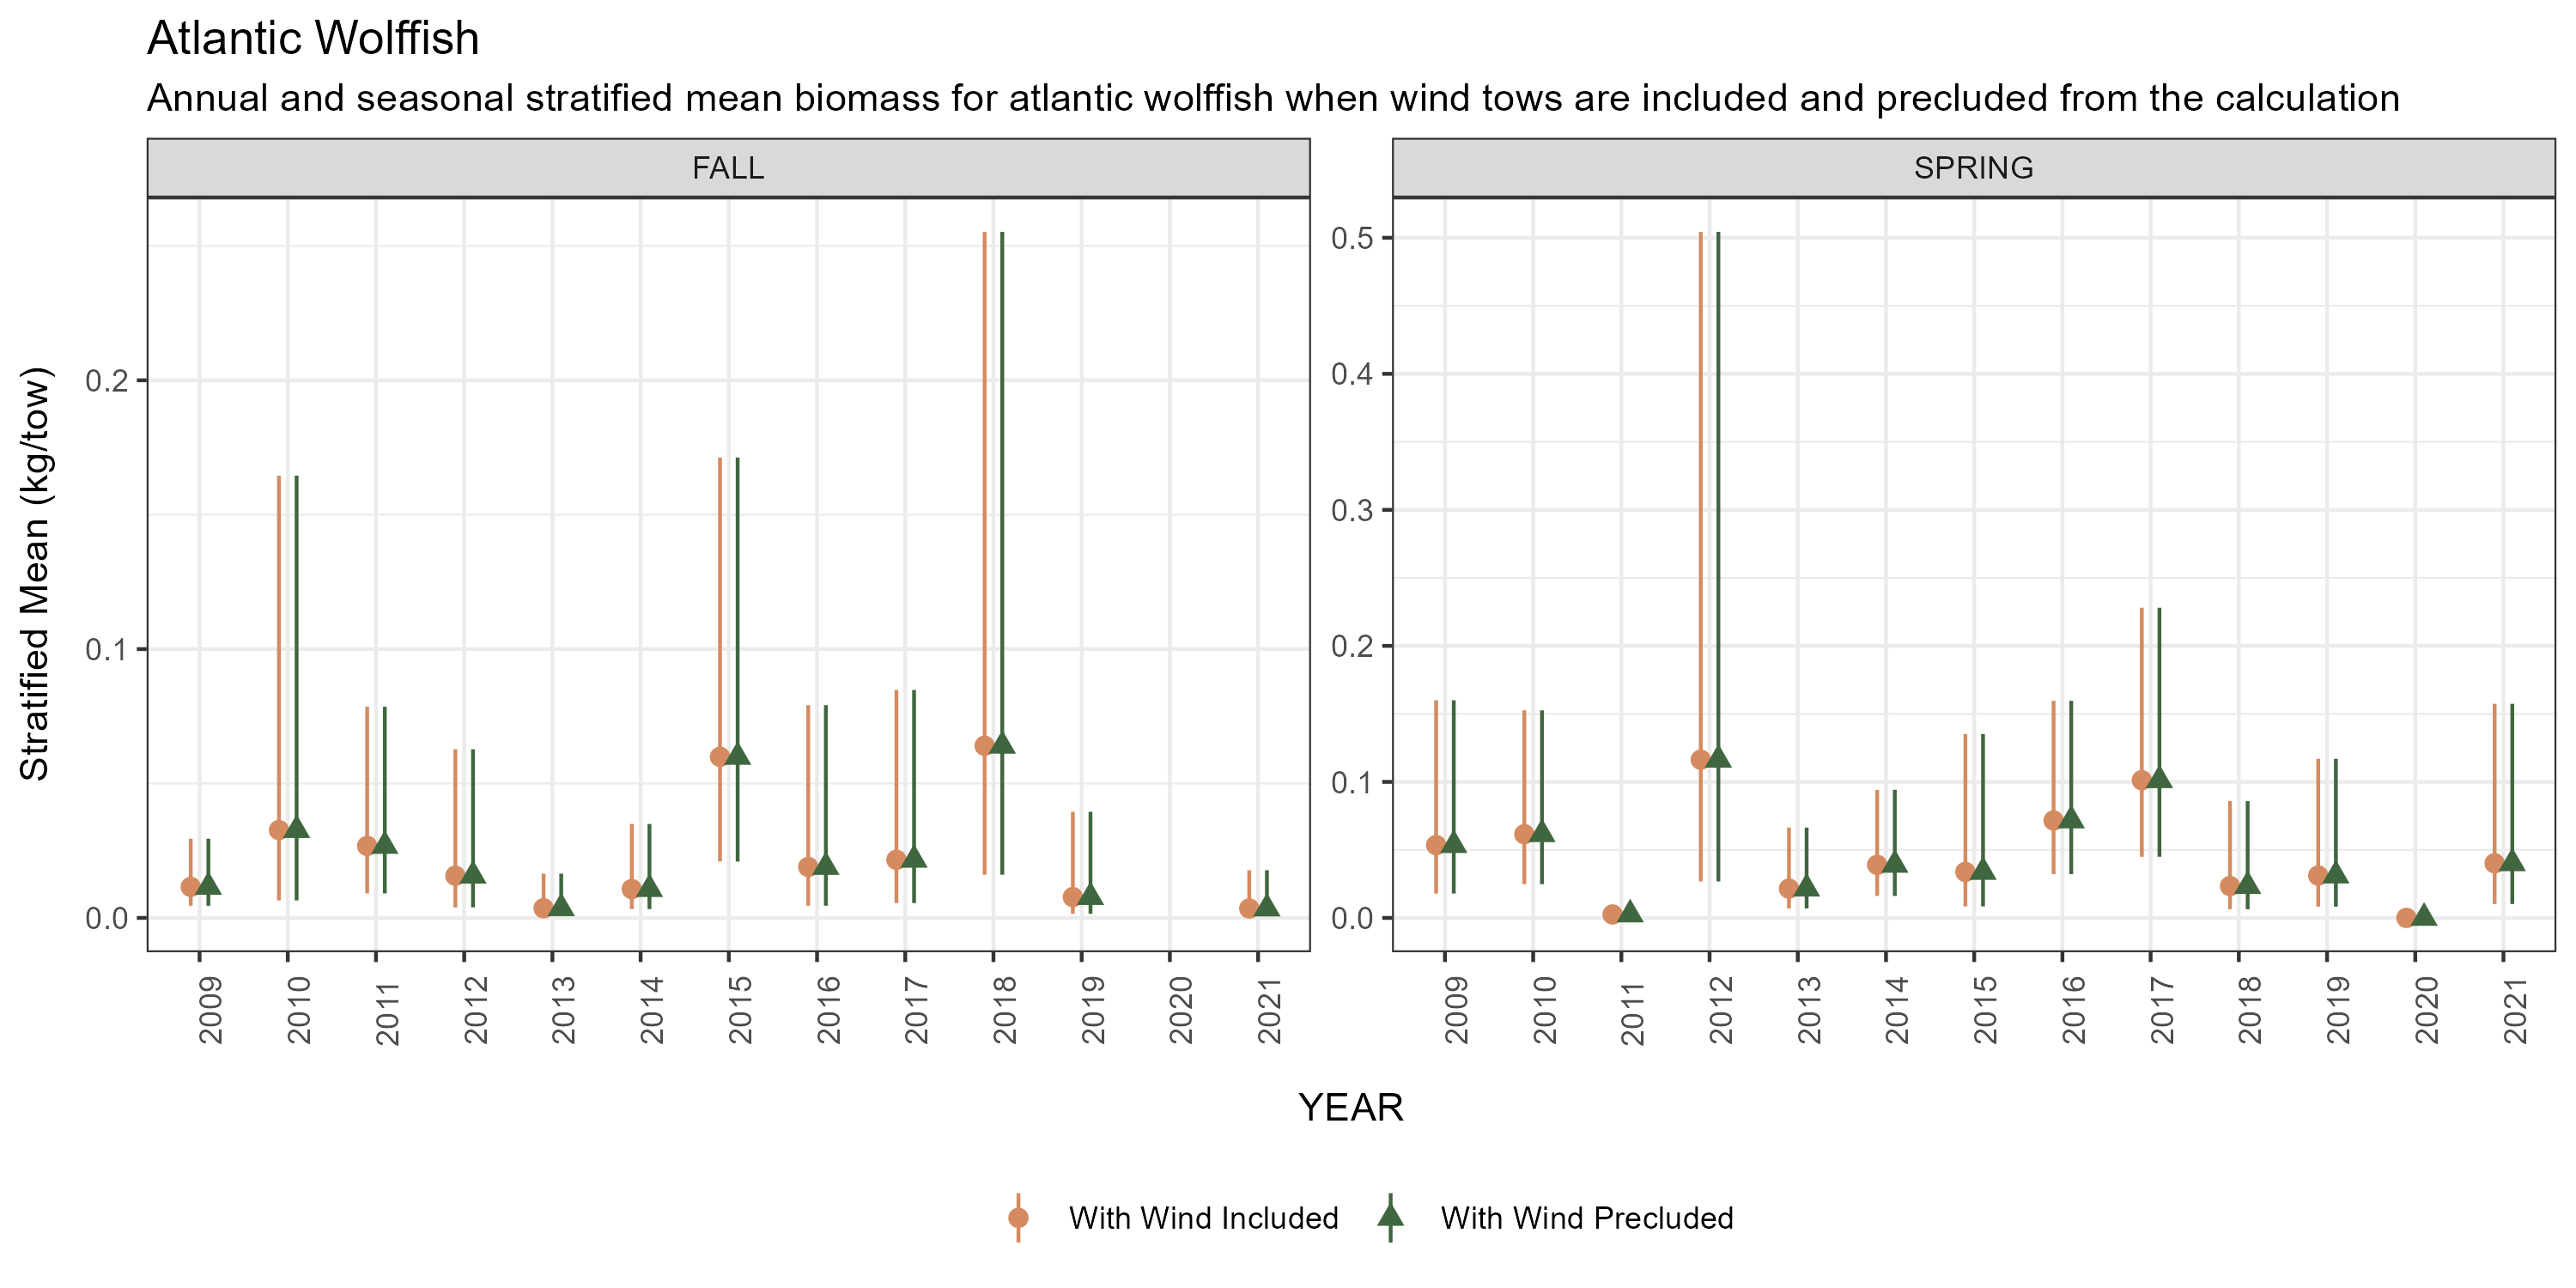 Atlantic Wolffish
Annual and seasonal stratified mean biomass for atlantic wolffish when wind tows are included and precluded from the calculation
FALL
SPRING
Stratified Mean (kg/tow)
0.2
0.1
0.0
0.5
0.4
0.3
0.2
0.1
0.0
2009 2010 2011 2012 2013 2014 2015 2016 2017 2018 2019 2020 2021
2009 2010 2011 2012 2013 2014 2015 2016 2017 2018 2019 2020 2021
YEAR
With Wind Included With Wind Precluded